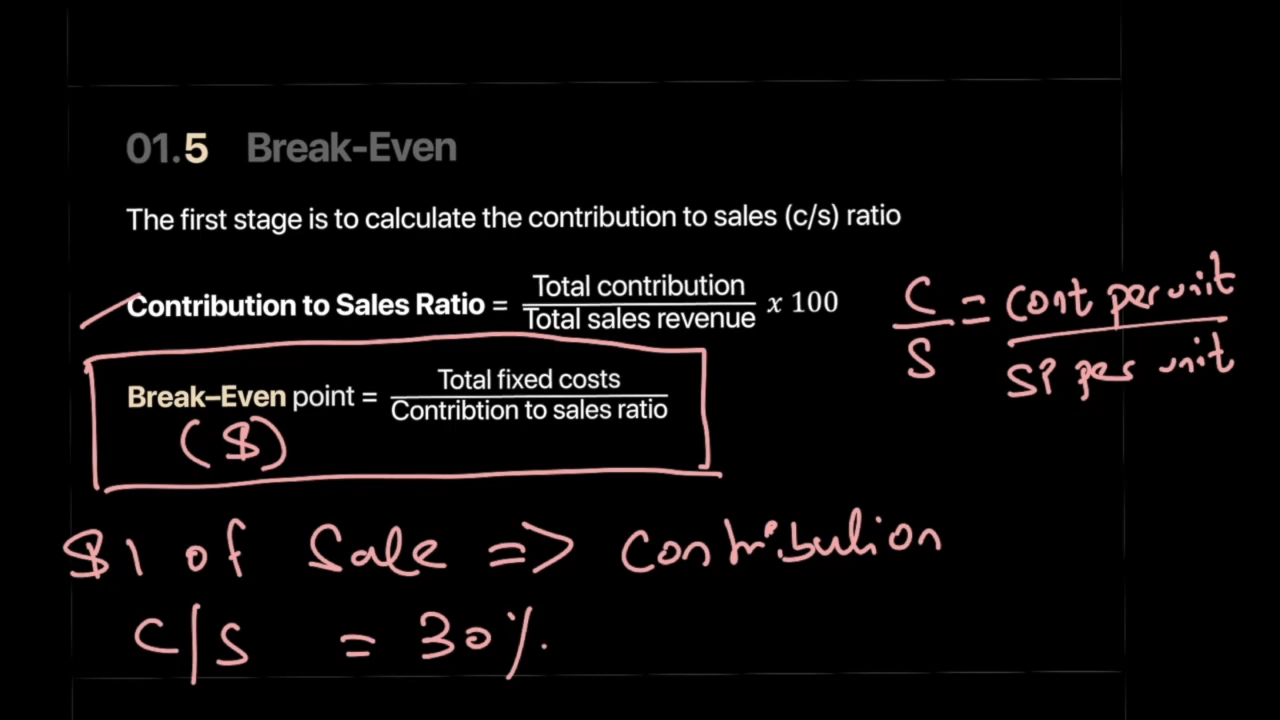 01.5 Break-Even
The first stage is to calculate the contribution to sales (c/s) ratio
Contribution to Sales Ratio = Total contribution / Total sales revenue x 100
C / S = Cont per unit / SP per unit
Break–Even point = Total fixed costs / Contribtion to sales ratio
($)
$1 of Sale => Contribution
C/S = 30%.